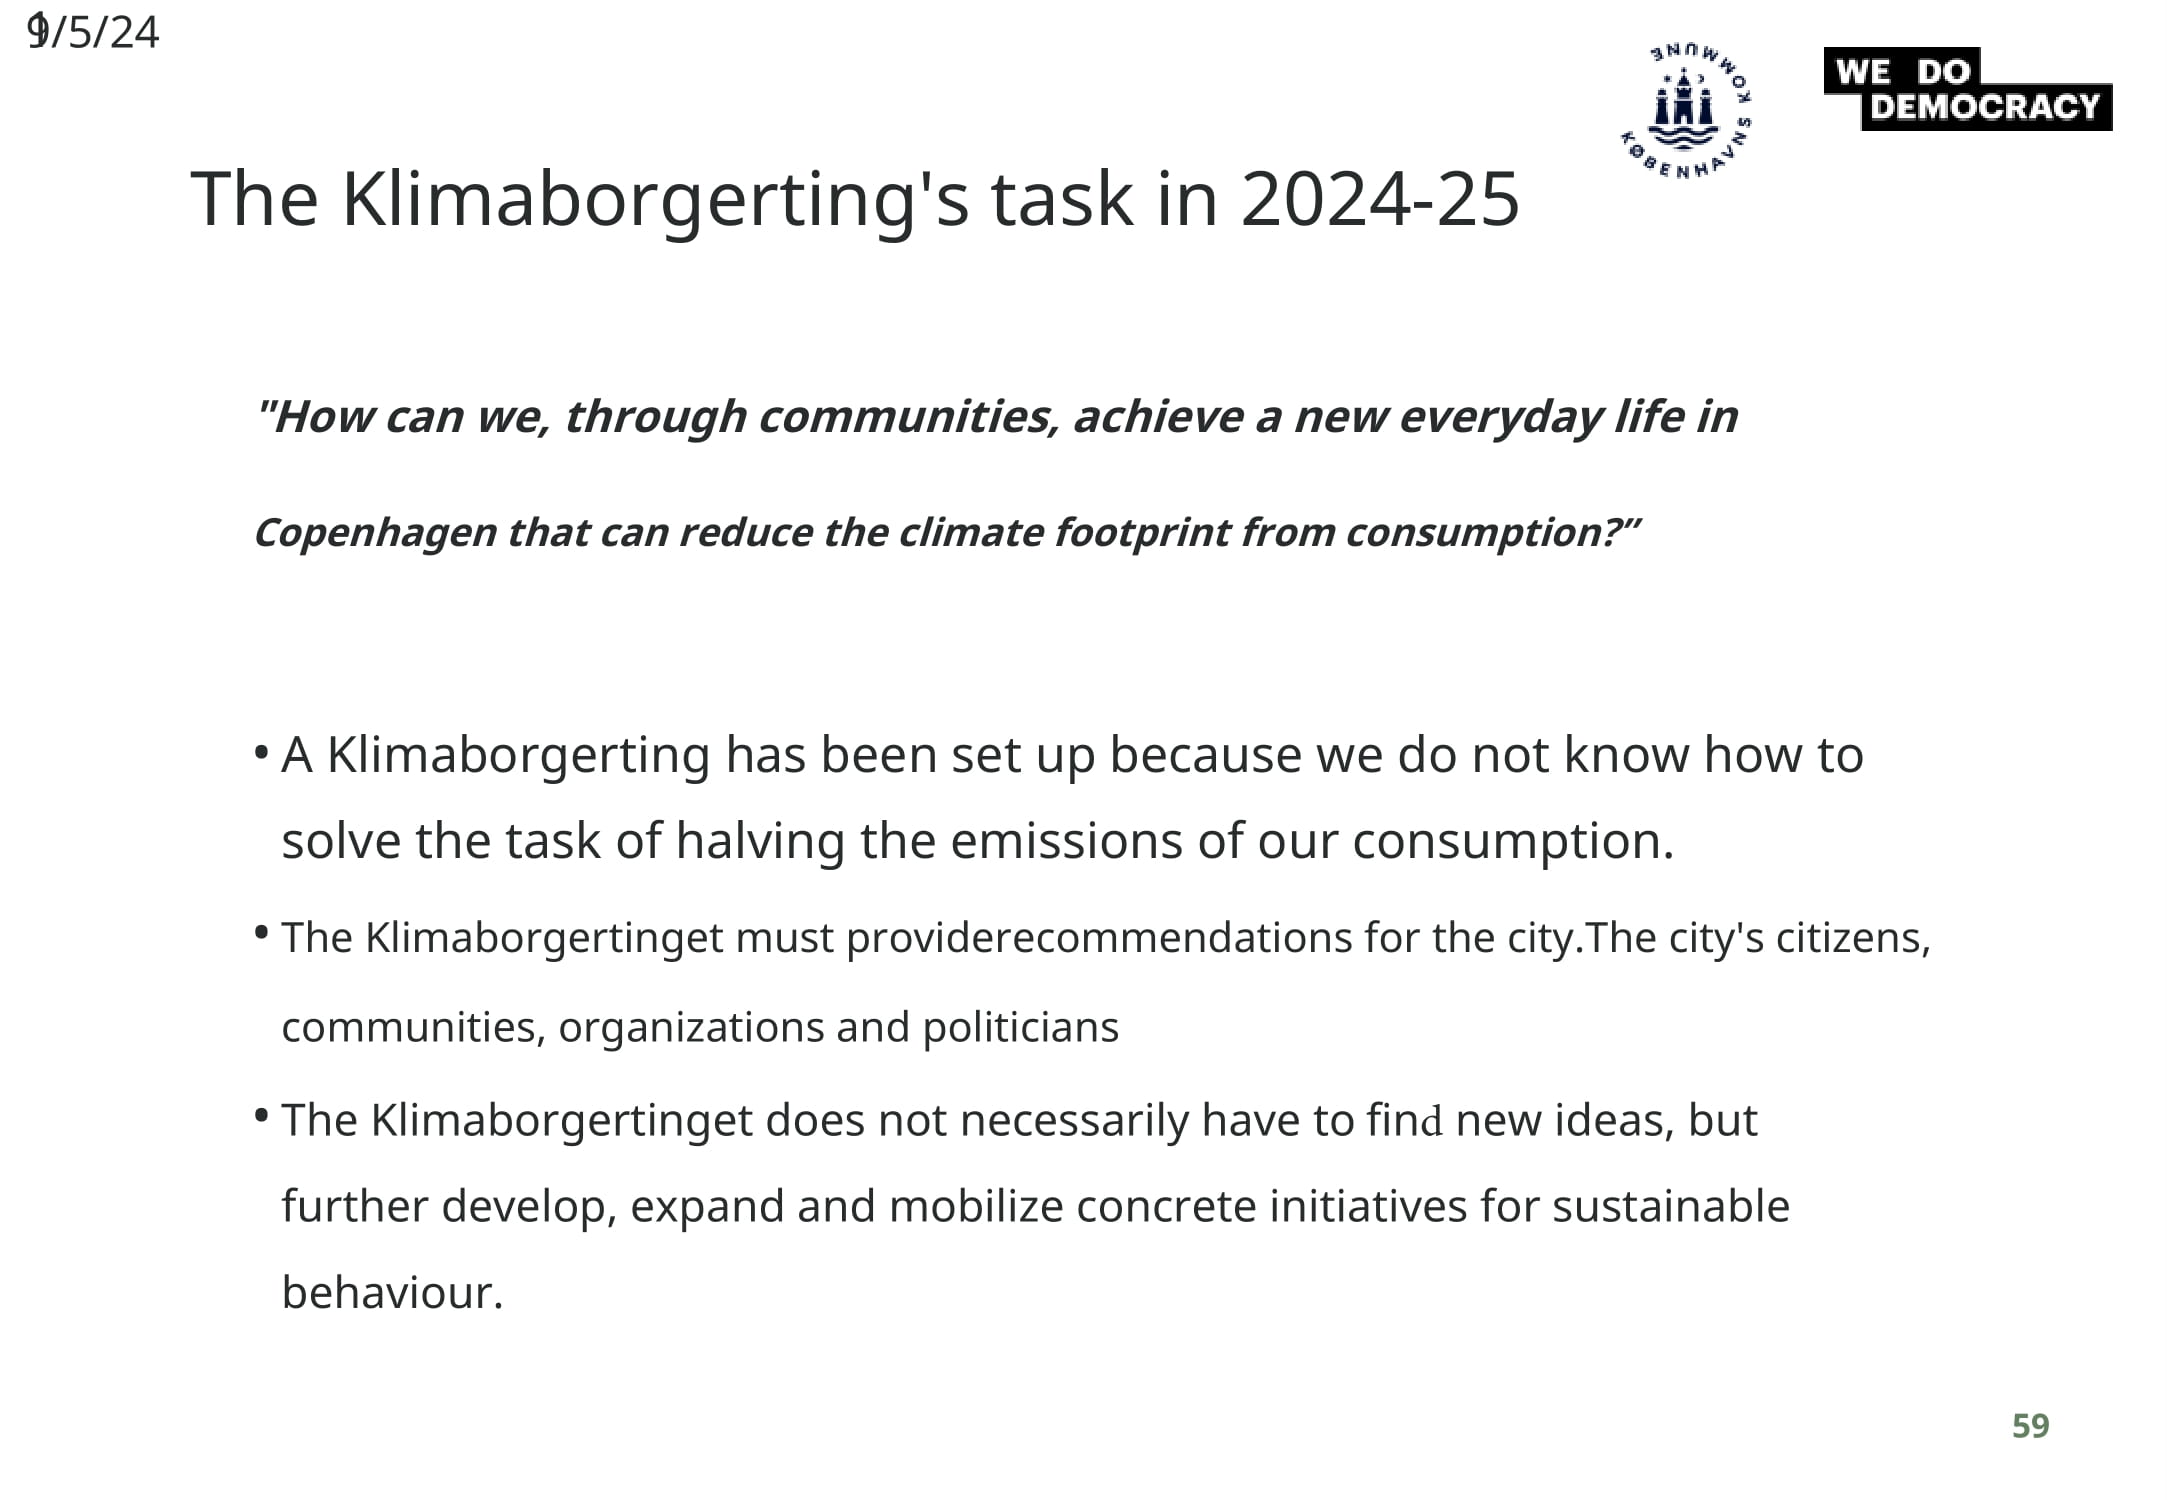 9/5/24
KØBENHAVNS KOMMUNE
WE DO
DEMOCRACY
The Klimaborgerting's task in 2024-25
"How can we, through communities, achieve a new everyday life in
Copenhagen that can reduce the climate footprint from consumption?”
• A Klimaborgerting has been set up because we do not know how to
solve the task of halving the emissions of our consumption.
• The Klimaborgertinget must providerecommendations for the city.The city's citizens,
communities, organizations and politicians
• The Klimaborgertinget does not necessarily have to find new ideas, but
further develop, expand and mobilize concrete initiatives for sustainable
behaviour.
59